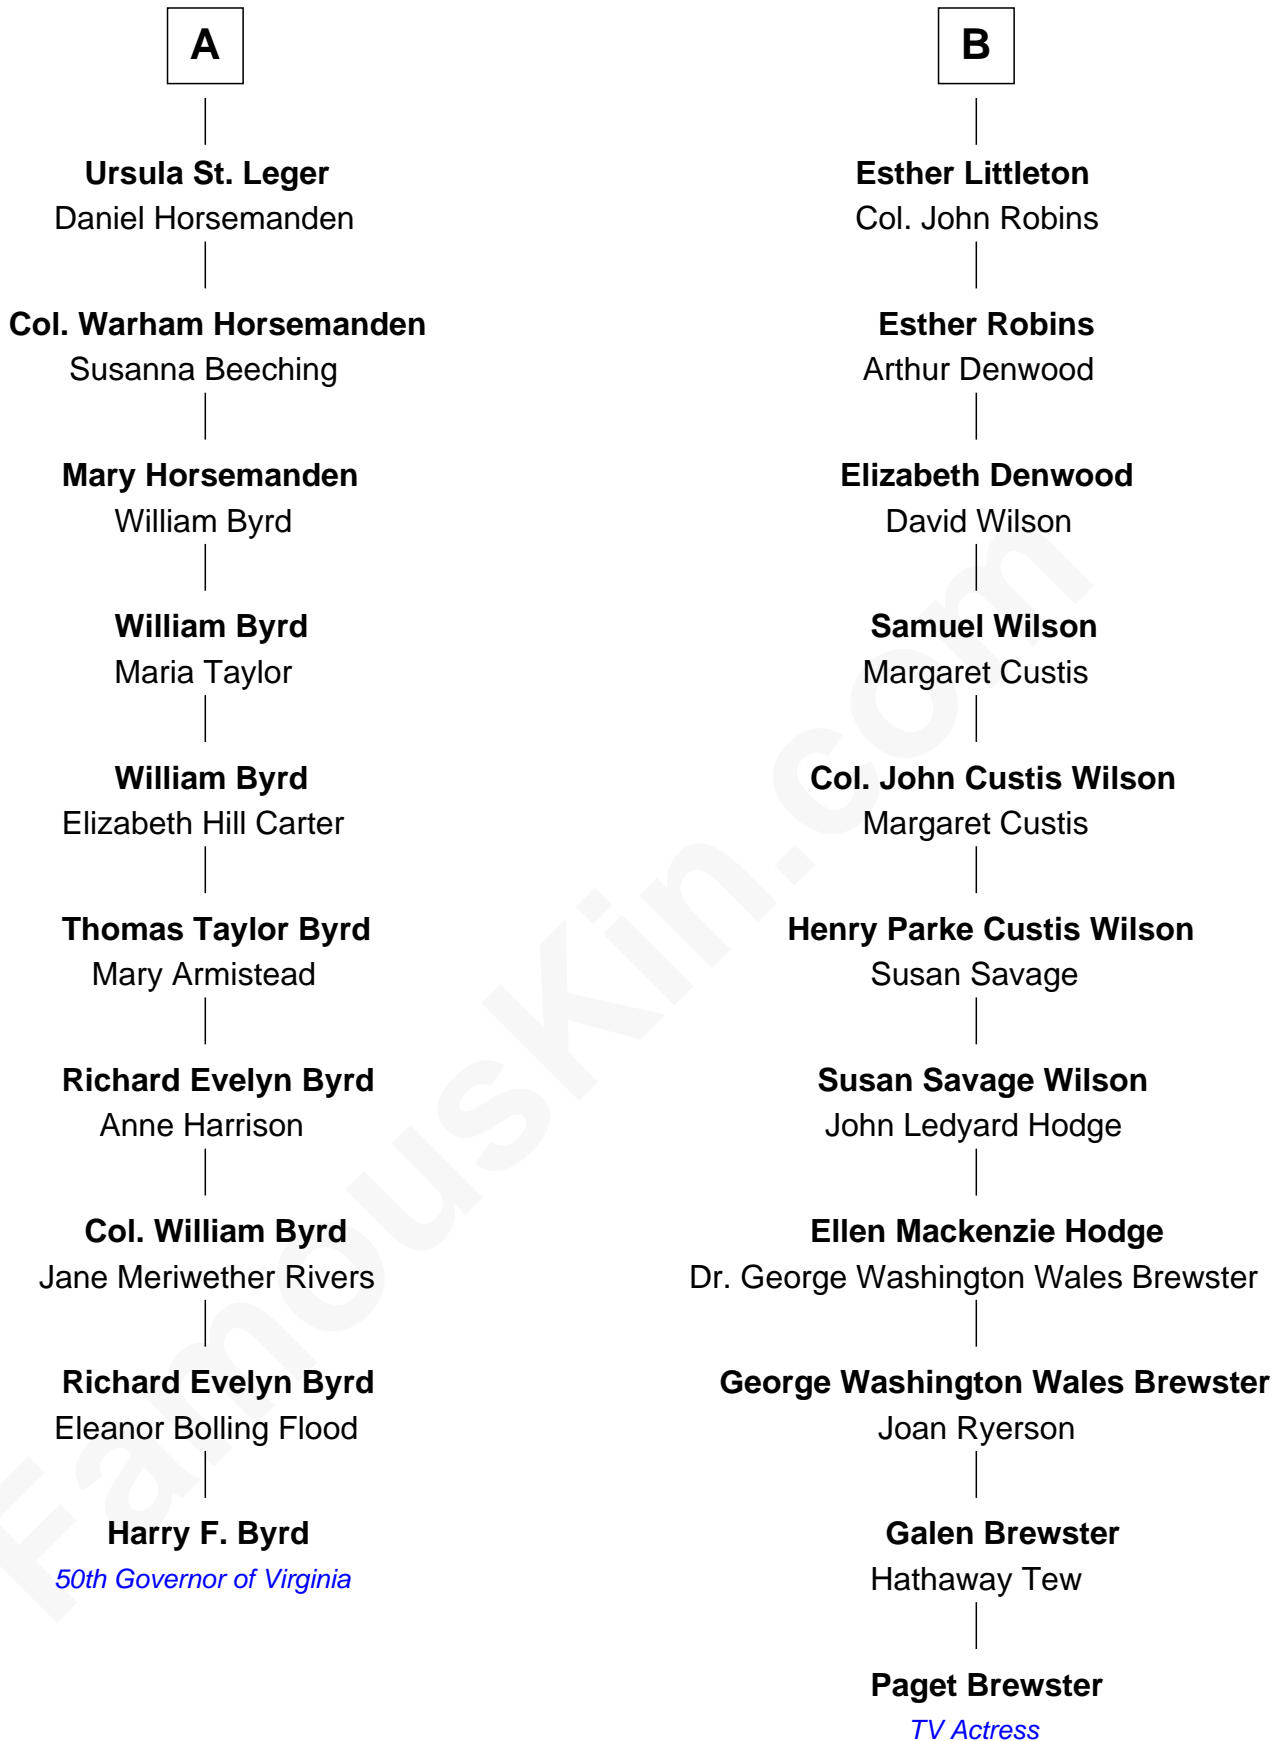 A
Ursula St. Leger
Daniel Horsemanden
Col. Warham Horsemanden
Susanna Beeching
Mary Horsemanden
William Byrd
William Byrd
Maria Taylor
William Byrd
Elizabeth Hill Carter
Thomas Taylor Byrd
Mary Armistead
Richard Evelyn Byrd
Anne Harrison
Col. William Byrd
Jane Meriwether Rivers
Richard Evelyn Byrd
Eleanor Bolling Flood
Harry F. Byrd
50th Governor of Virginia
B
Esther Littleton
Col. John Robins
Esther Robins
Arthur Denwood
Elizabeth Denwood
David Wilson
Samuel Wilson
Margaret Custis
Col. John Custis Wilson
Margaret Custis
Henry Parke Custis Wilson
Susan Savage
Susan Savage Wilson
John Ledyard Hodge
Ellen Mackenzie Hodge
Dr. George Washington Wales Brewster
George Washington Wales Brewster
Joan Ryerson
Galen Brewster
Hathaway Tew
Paget Brewster
TV Actress
FamousKin.com